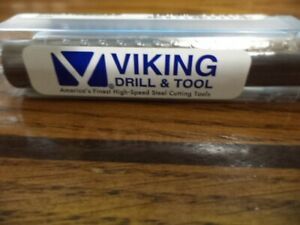 VIKING
DRILL & TOOL
America's Finest High-Speed Steel Cutting Tools